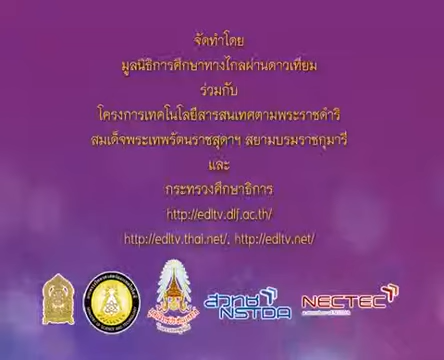 จัดทำโดย
มูลนิธิการศึกษาทางไกลผ่านดาวเทียม
ร่วมกับ
โครงการเทคโนโลยีสารสนเทศตามพระราชดำริ
สมเด็จพระเทพรัตนราชสุดาฯ สยามบรมราชกุมารี
และ
กระทรวงศึกษาธิการ
http://edltv.dlf.ac.th/
http://edltv.thai.net/, http://edltv.net/
สวทช
NSTDA
NECTEC